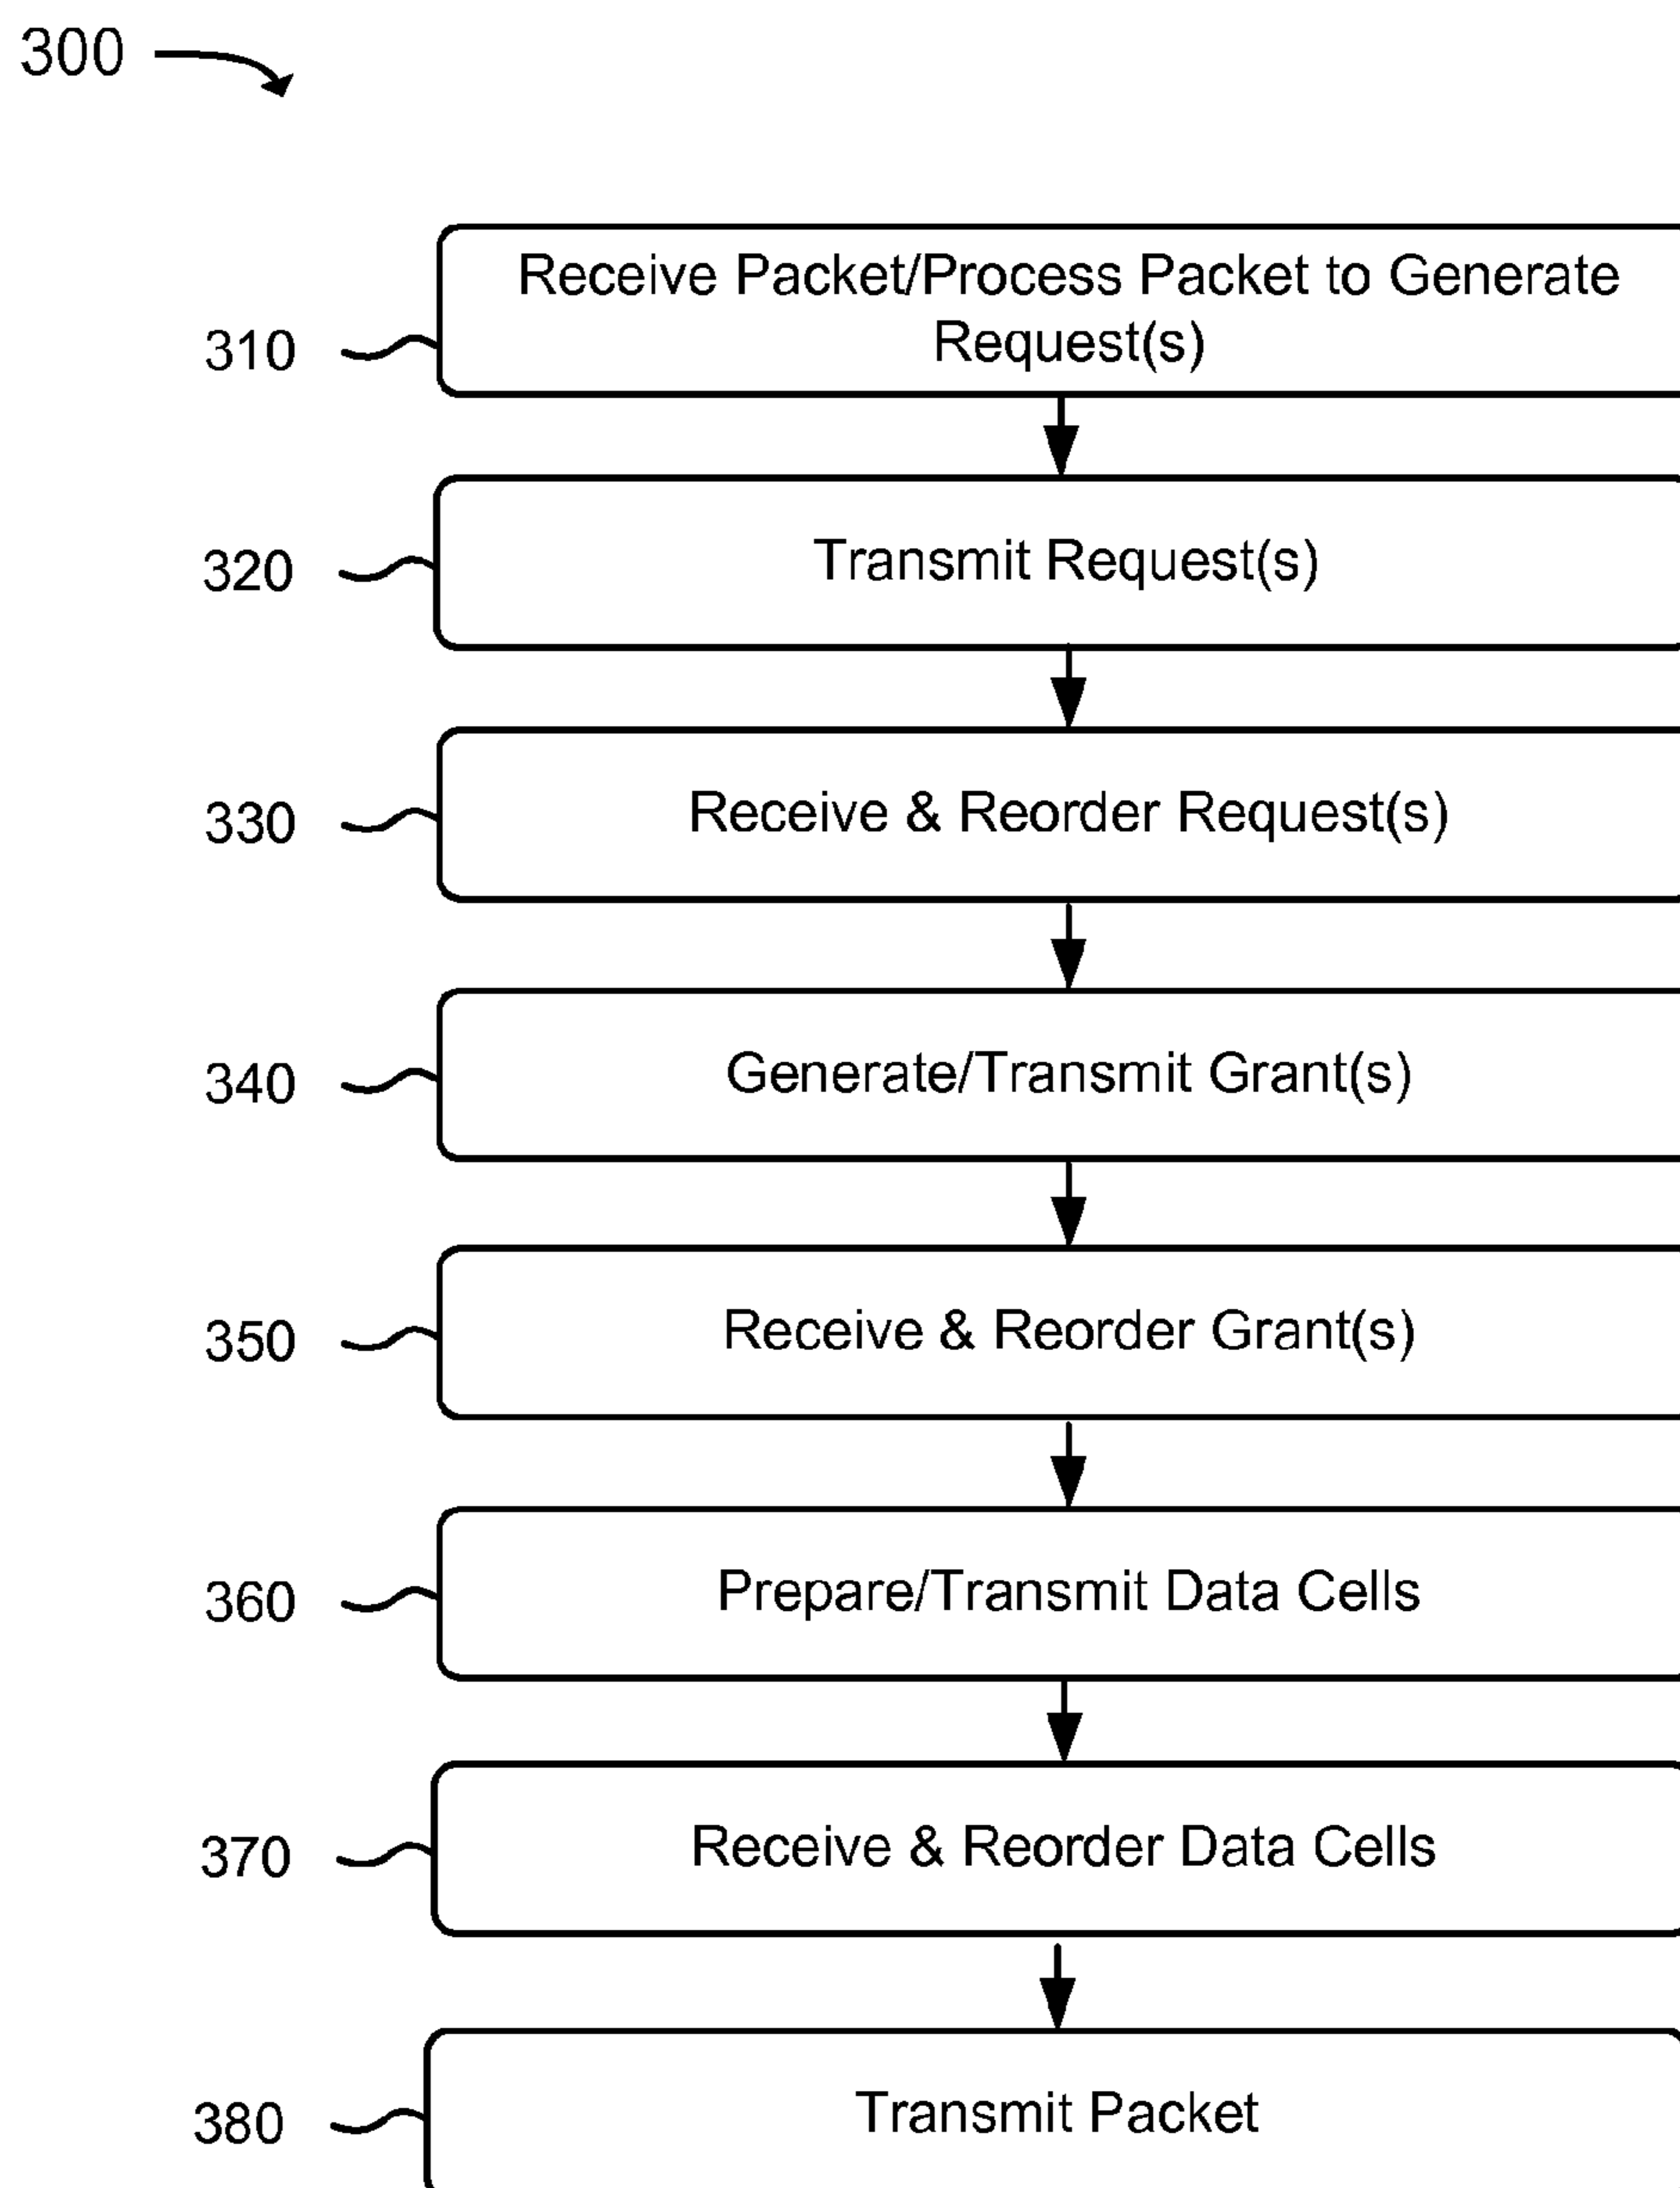 300
Receive Packet/Process Packet to Generate
Request(s)
310
Transmit Request(s)
320
Receive & Reorder Request(s)
330
Generate/Transmit Grant(s)
340
Receive & Reorder Grant(s)
350
Prepare/Transmit Data Cells
360
Receive & Reorder Data Cells
370
Transmit Packet
380